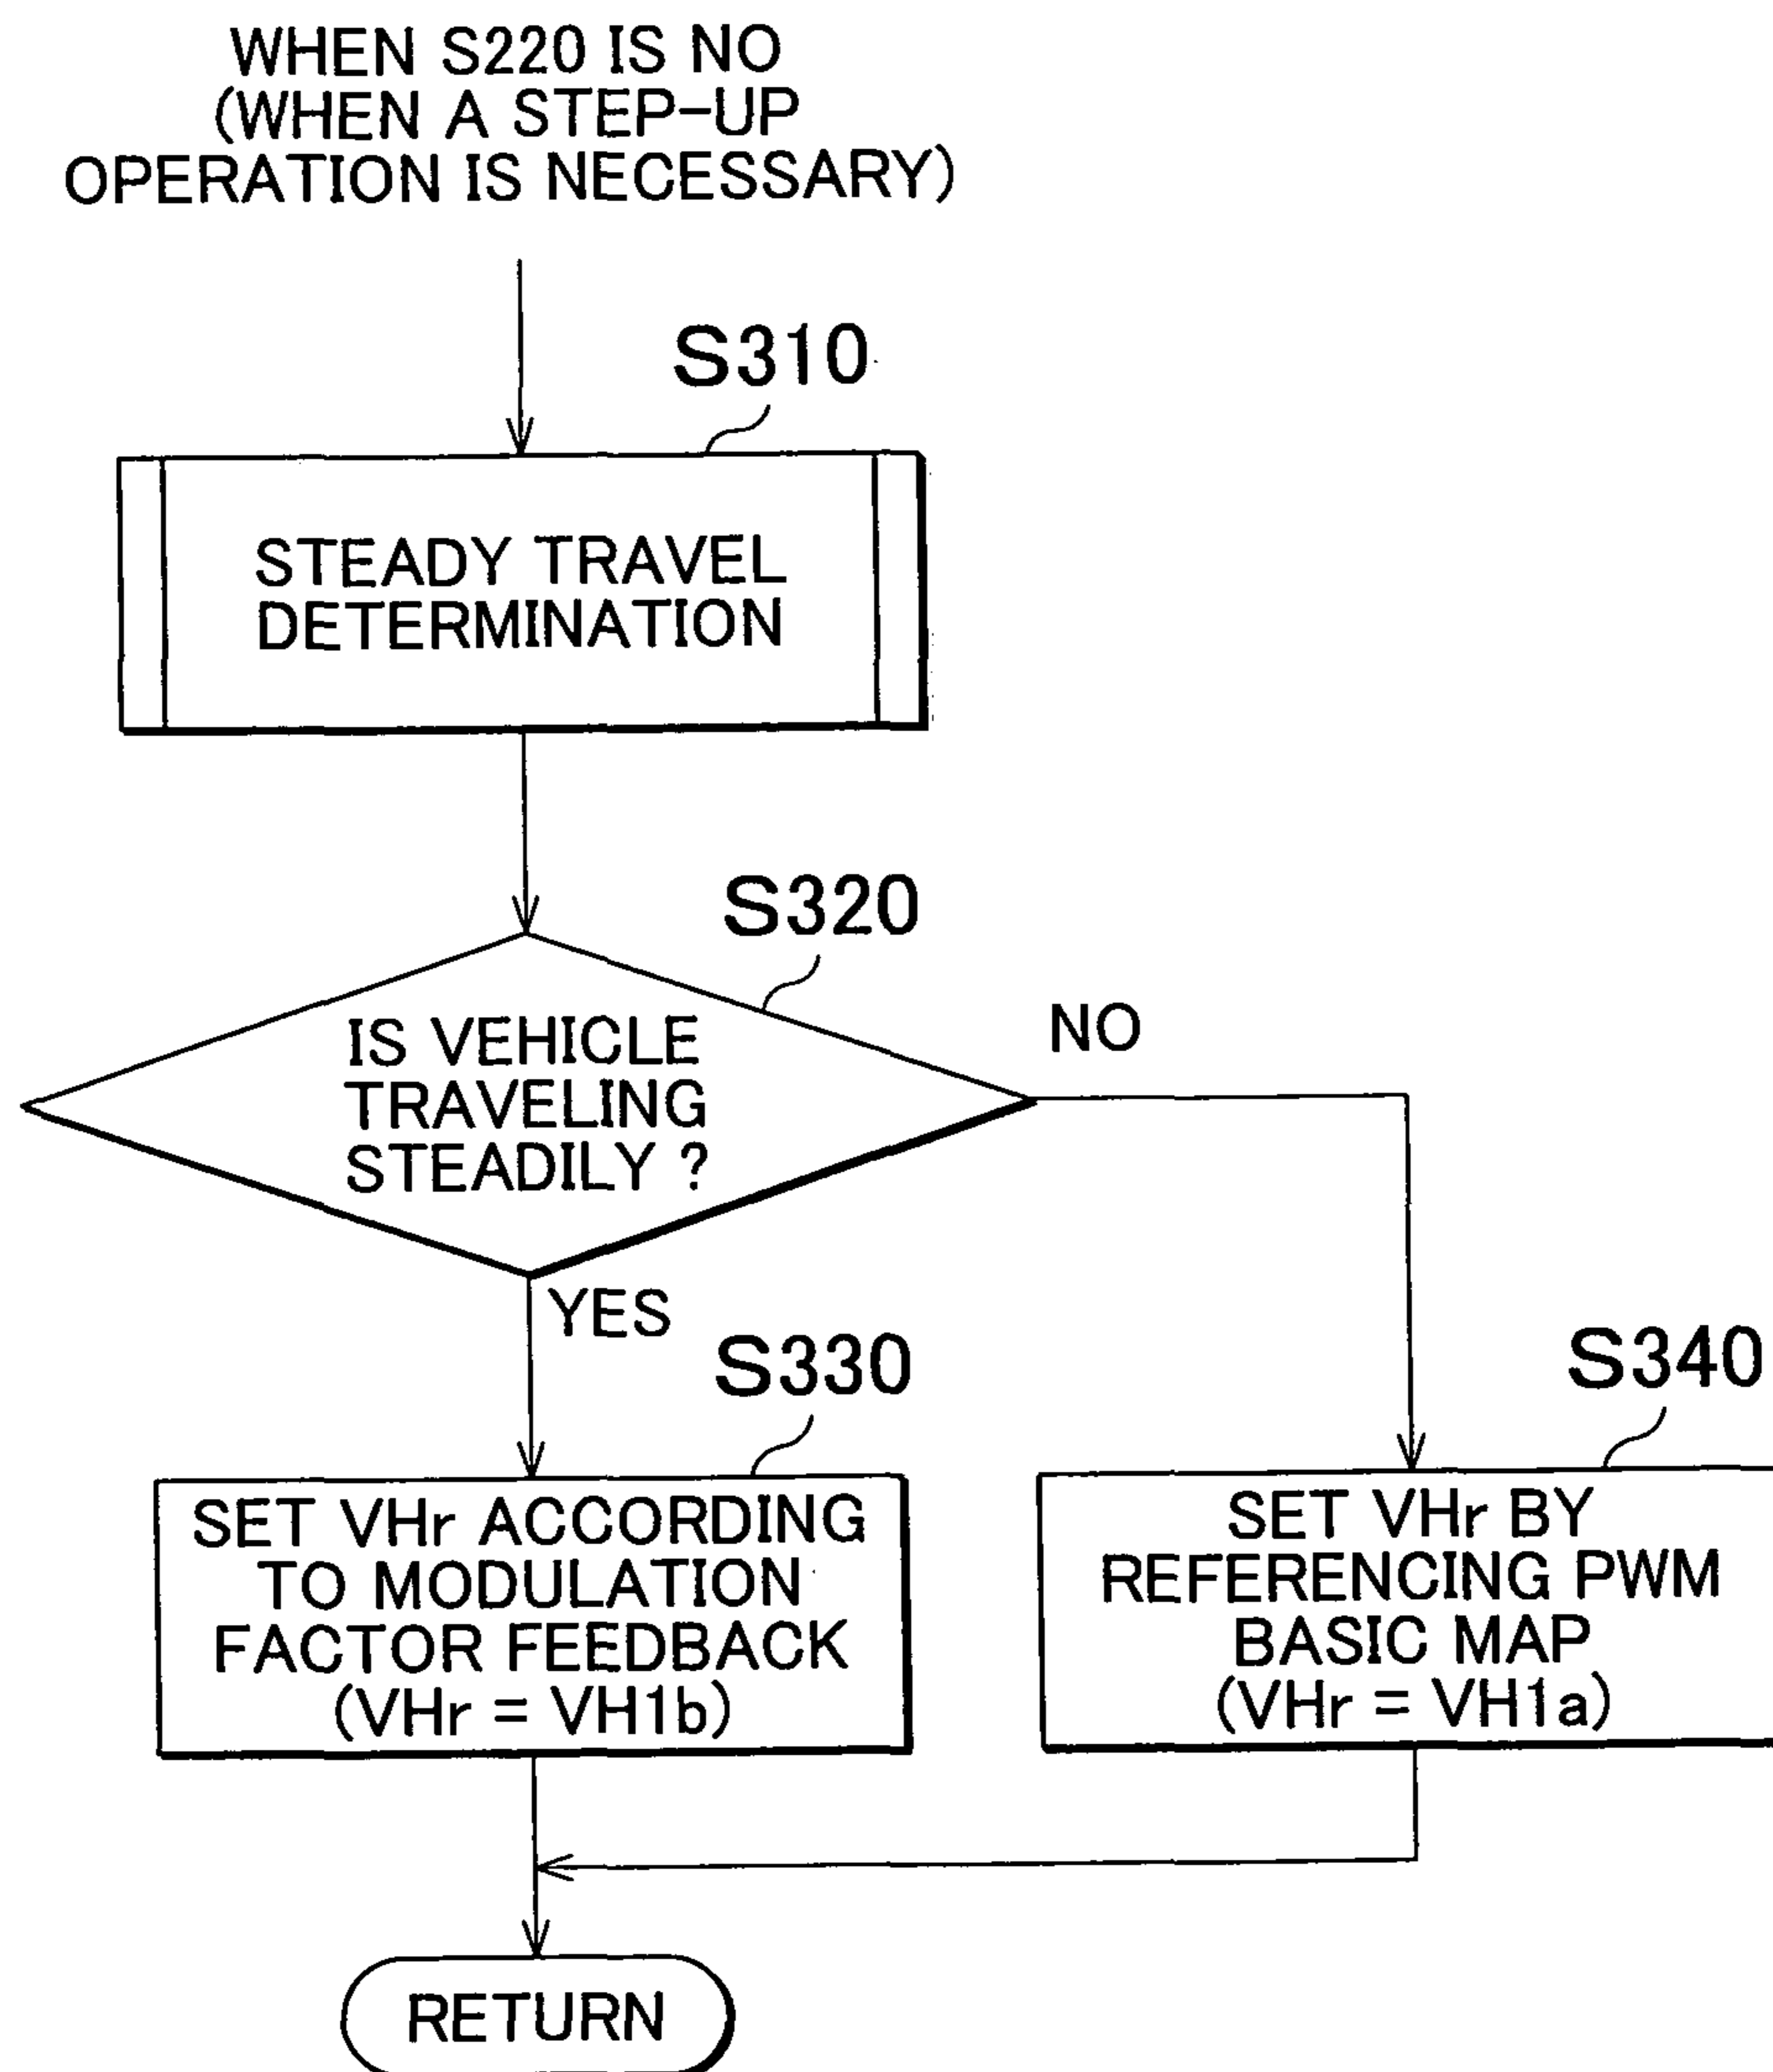 WHEN S220 IS NO
(WHEN A STEP-UP
OPERATION IS NECESSARY)
S310
STEADY TRAVEL
DETERMINATION
S320
IS VEHICLE
TRAVELING
STEADILY ?
NO
YES
S330
SET VHr ACCORDING
TO MODULATION
FACTOR FEEDBACK
(VHr = VH1b)
S340
SET VHr BY
REFERENCING PWM
BASIC MAP
(VHr = VH1a)
RETURN